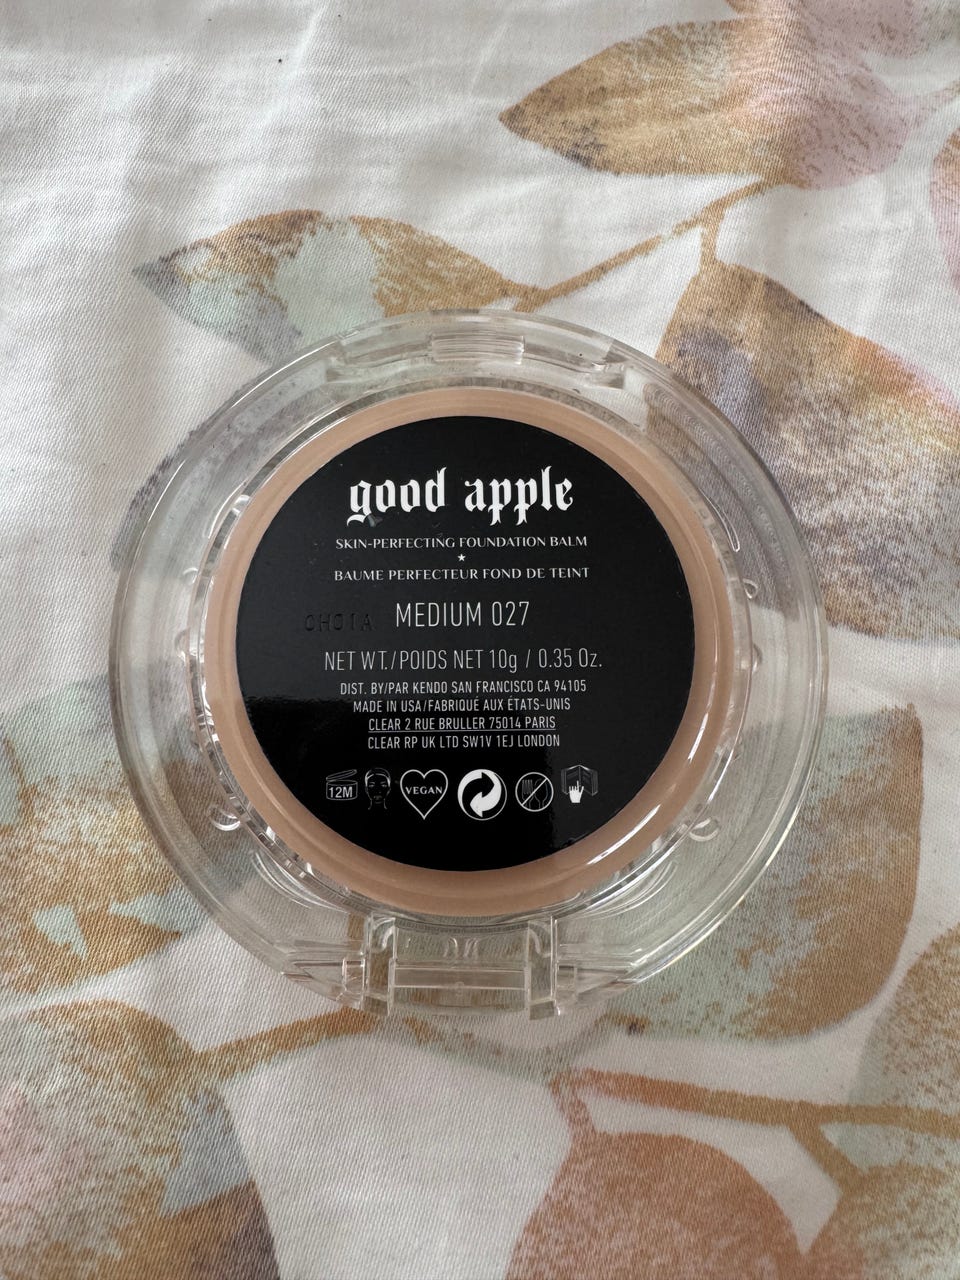 good apple
SKIN-PERFECTING FOUNDATION BALM
★
BAUME PERFECTEUR FOND DE TEINT
MEDIUM 027
NET WT./POIDS NET 10g / 0.35 Oz.
DIST. BY/PAR KENDO SAN FRANCISCO CA 94105
MADE IN USA/FABRIQUÉ AUX ÉTATS-UNIS
CLEAR 2 RUE BRULLER 75014 PARIS
CLEAR RP UK LTD SW1V 1EJ LONDON
12M VEGAN